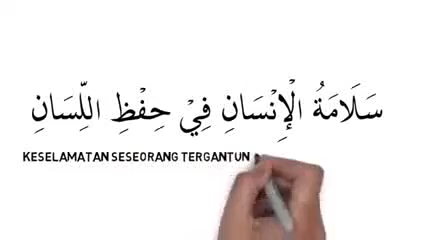 سَلَامَةُ الْإِنْسَانِ فِيْ حِفْظِ اللِّسَانِ
KESELAMATAN SESEORANG TERGANTUN